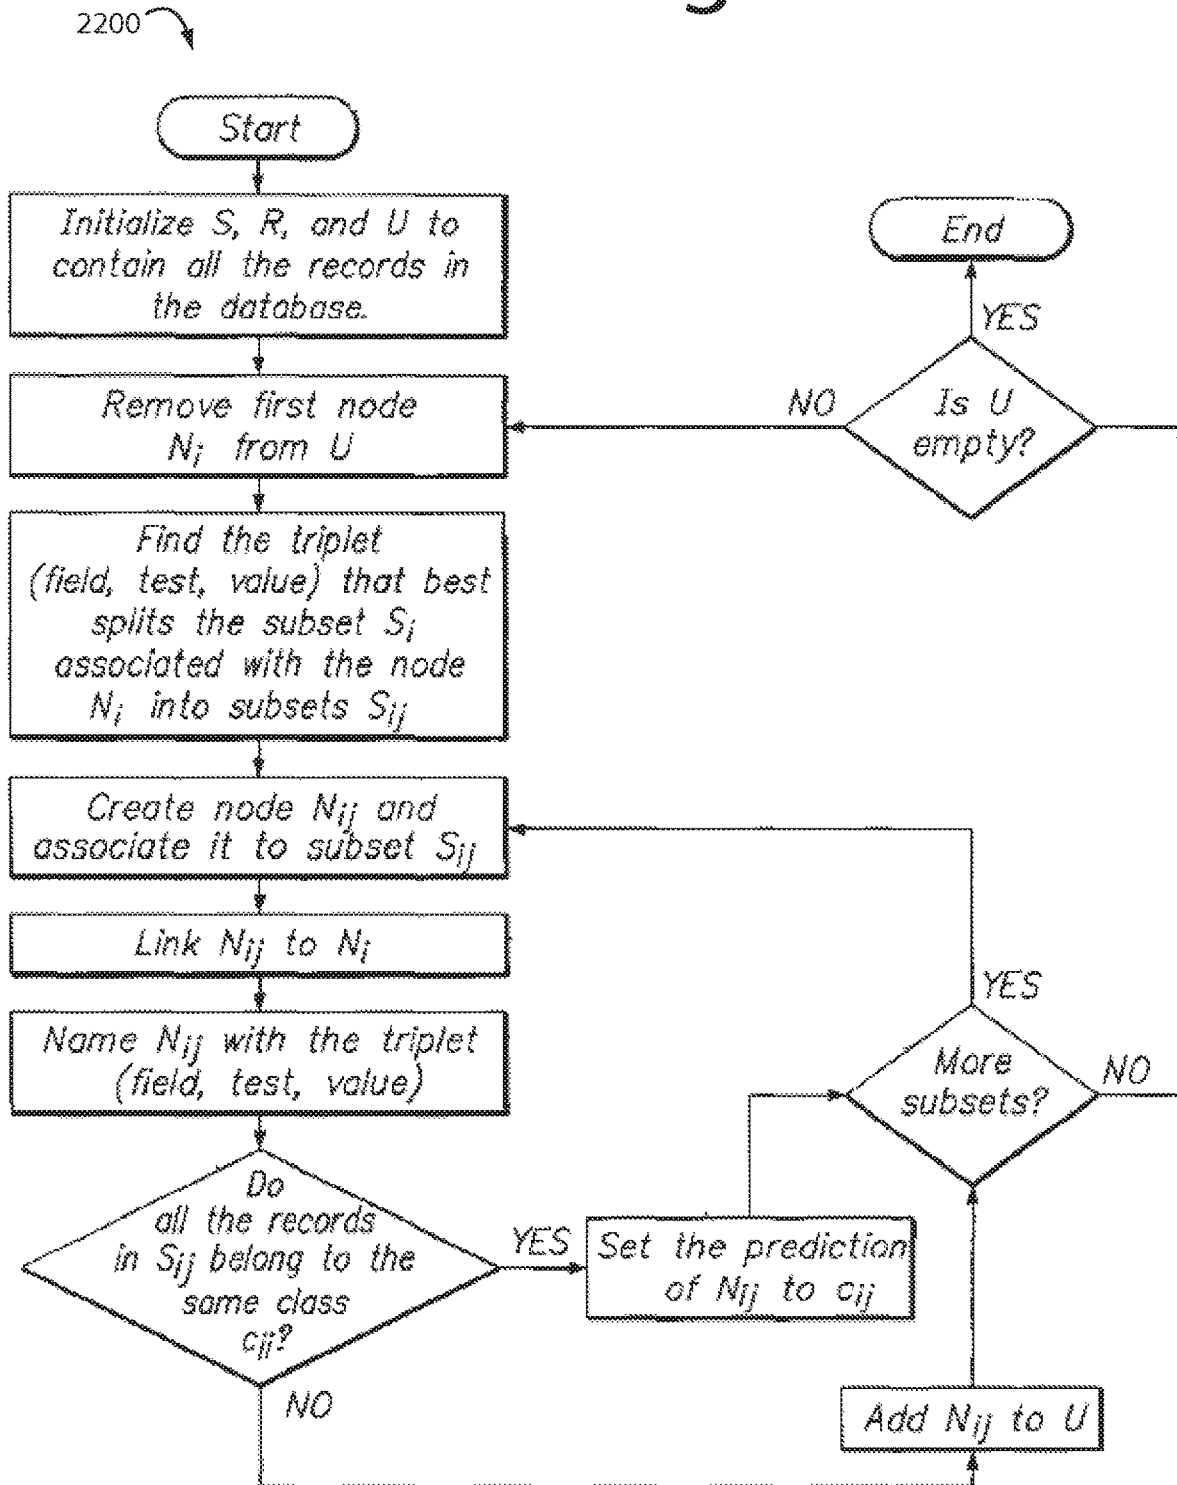 2200
Start
Initialize S, R, and U to
contain all the records in
the database.
Remove first node
Ni from U
Find the triplet
(field, test, value) that best
splits the subset Si
associated with the node
Ni into subsets Sij
Create node Nij and
associate it to subset Sij
Link Nij to Ni
Name Nij with the triplet
(field, test, value)
Do
all the records
in Sij belong to the
same class
cij?
YES
NO
Set the prediction
of Nij to cij
Add Nij to U
More
subsets?
YES
NO
Is U
empty?
NO
YES
End